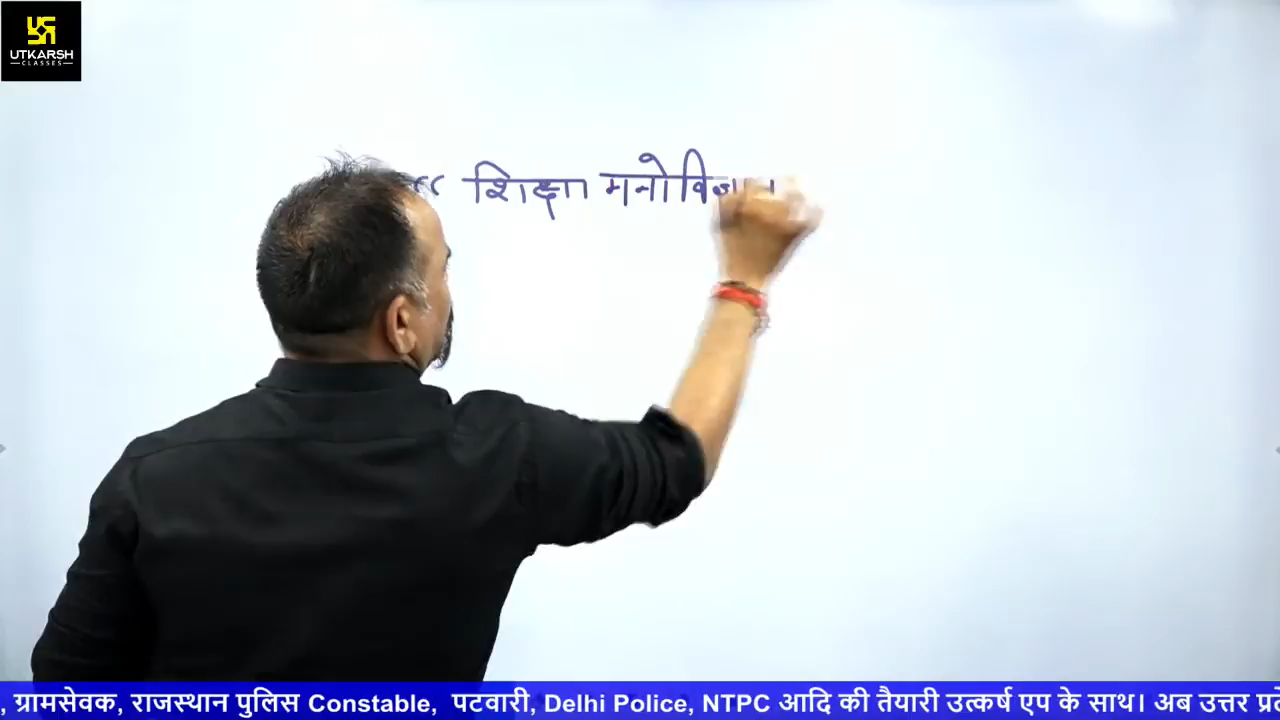 UTKARSH
CLASSES
“ शिक्षा मनोविज्ञान
, ग्रामसेवक, राजस्थान पुलिस Constable, पटवारी, Delhi Police, NTPC आदि की तैयारी उत्कर्ष एप के साथ। अब उत्तर